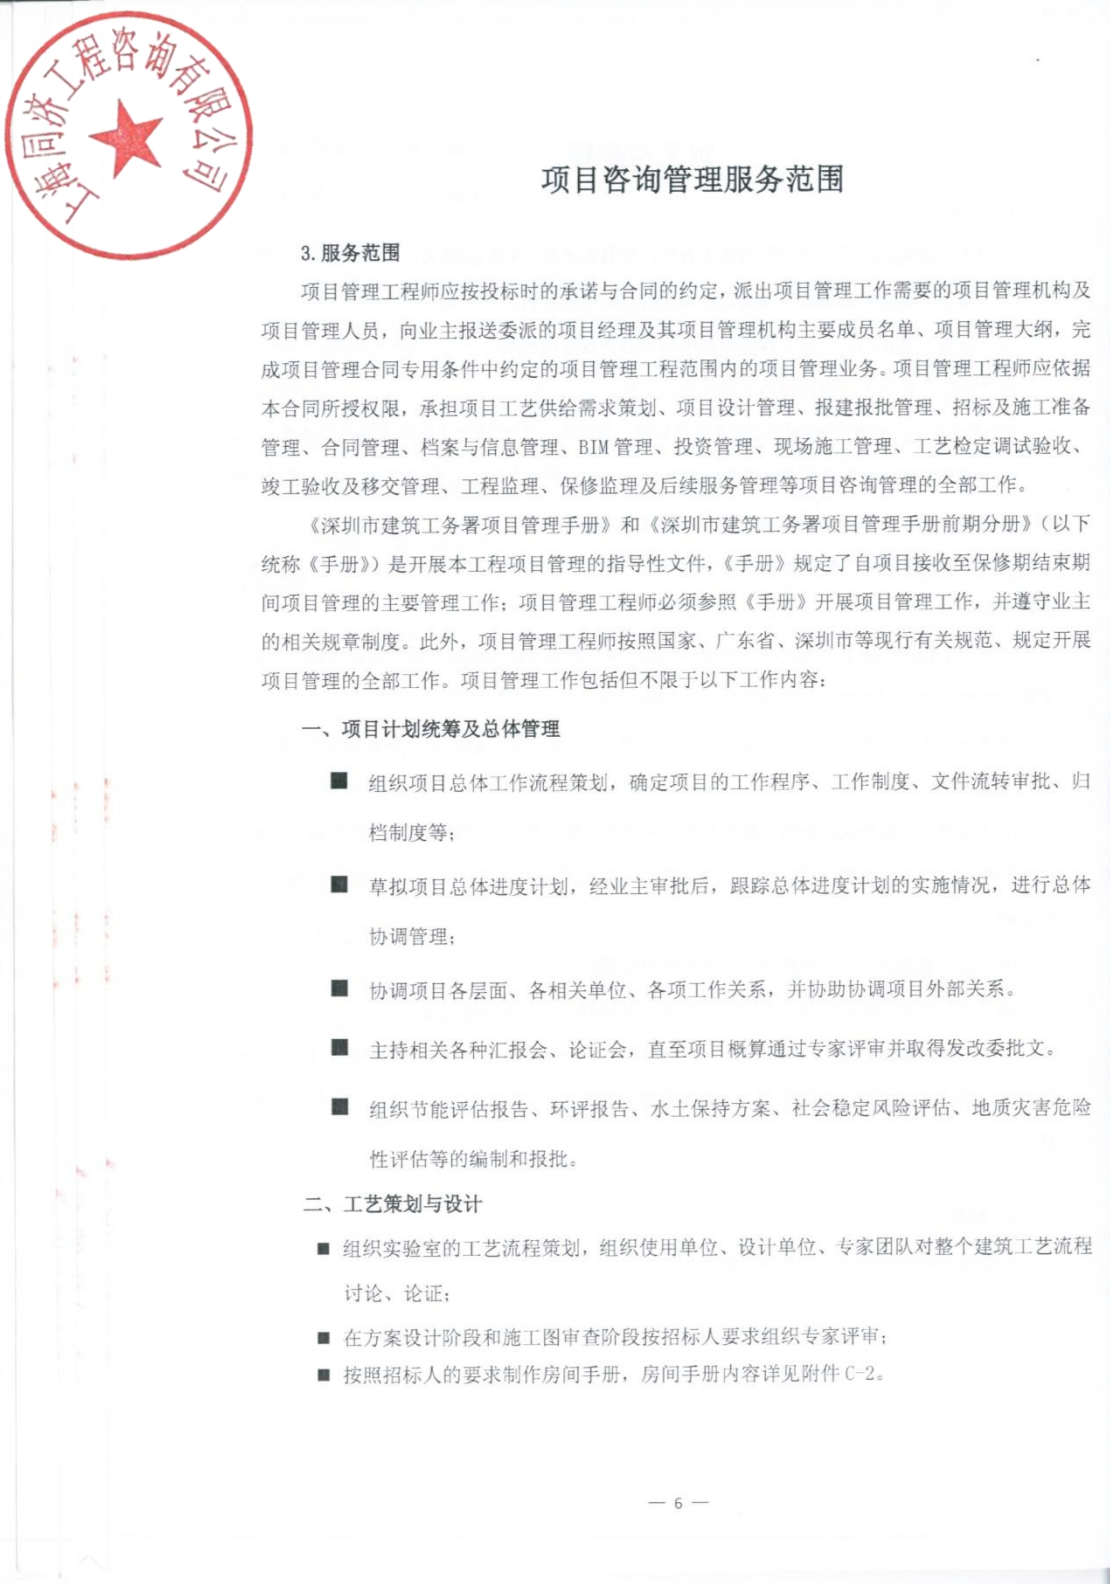 上海同济工程咨询有限公司
项目咨询管理服务范围
3.服务范围
项目管理工程师应按投标时的承诺与合同的约定，派出项目管理工作需要的项目管理机构及
项目管理人员，向业主报送委派的项目经理及其项目管理机构主要成员名单、项目管理大纲，完
成项目管理合同专用条件中约定的项目管理工程范围内的项目管理业务。项目管理工程师应依据
本合同所授权限，承担项目工艺供给需求策划、项目设计管理、报建报批管理、招标及施工准备
管理、合同管理、档案与信息管理、BIM管理、投资管理、现场施工管理、工艺检定调试验收、
竣工验收及移交管理、工程监理、保修监理及后续服务管理等项目咨询管理的全部工作。
《深圳市建筑工务署项目管理手册》和《深圳市建筑工务署项目管理手册前期分册》（以下
统称《手册》）是开展本工程项目管理的指导性文件，《手册》规定了自项目接收至保修期结束期
间项目管理的主要管理工作；项目管理工程师必须参照《手册》开展项目管理工作，并遵守业主
的相关规章制度。此外，项目管理工程师按照国家、广东省、深圳市等现行有关规范、规定开展
项目管理的全部工作。项目管理工作包括但不限于以下工作内容：
一、项目计划统筹及总体管理
■ 组织项目总体工作流程策划，确定项目的工作程序、工作制度、文件流转审批、归
档制度等；
■ 草拟项目总体进度计划，经业主审批后，跟踪总体进度计划的实施情况，进行总体
协调管理；
■ 协调项目各层面、各相关单位、各项工作关系，并协助协调项目外部关系。
■ 主持相关各种汇报会、论证会，直至项目概算通过专家评审并取得发改委批文。
■ 组织节能评估报告、环评报告、水土保持方案、社会稳定风险评估、地质灾害危险
性评估等的编制和报批。
二、工艺策划与设计
■ 组织实验室的工艺流程策划，组织使用单位、设计单位、专家团队对整个建筑工艺流程
讨论、论证；
■ 在方案设计阶段和施工图审查阶段按招标人要求组织专家评审；
■ 按照招标人的要求制作房间手册，房间手册内容详见附件C-2。
— 6 —